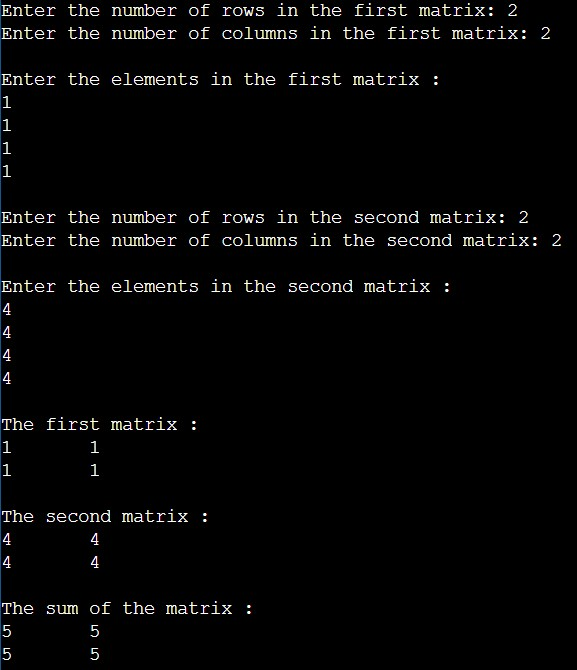 Enter the number of rows in the first matrix: 2
Enter the number of columns in the first matrix: 2
Enter the elements in the first matrix :
1
1
1
1
Enter the number of rows in the second matrix: 2
Enter the number of columns in the second matrix: 2
Enter the elements in the second matrix :
4
4
4
4
The first matrix :
1 1
1 1
The second matrix :
4 4
4 4
The sum of the matrix :
5 5
5 5